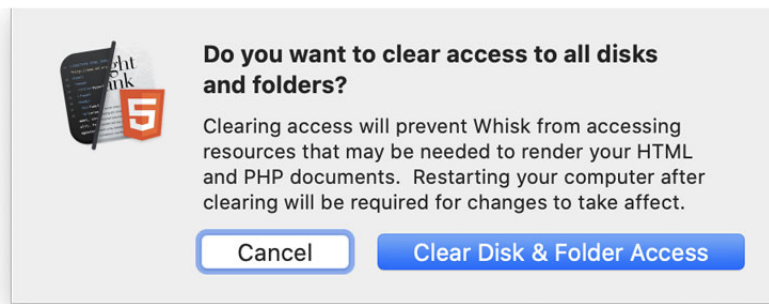 Do you want to clear access to all disks
and folders?
Clearing access will prevent Whisk from accessing
resources that may be needed to render your HTML
and PHP documents.  Restarting your computer after
clearing will be required for changes to take affect.
Cancel
Clear Disk & Folder Access